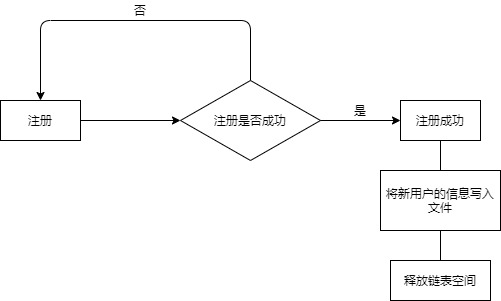 否
注册
注册是否成功
是
注册成功
将新用户的信息写入
文件
释放链表空间